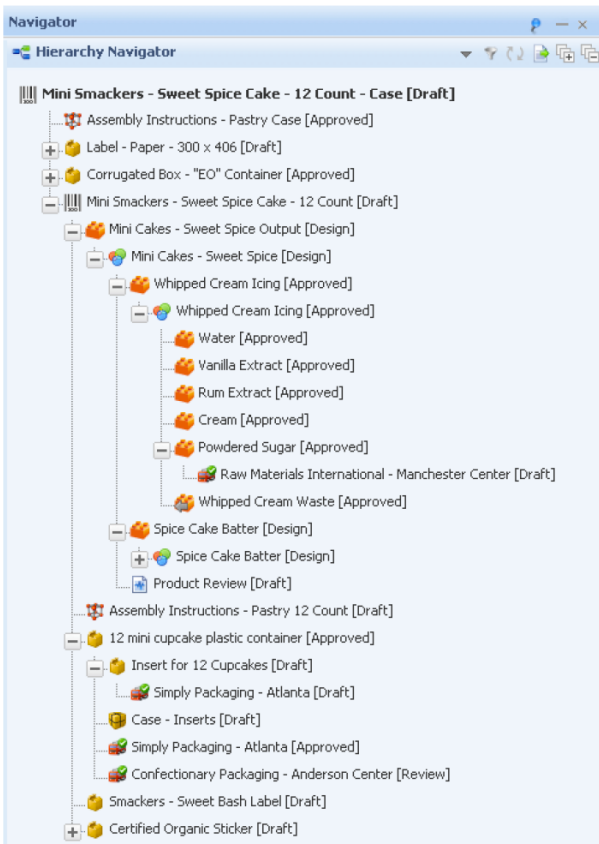 Navigator
Hierarchy Navigator
Mini Smackers - Sweet Spice Cake - 12 Count - Case [Draft]
Assembly Instructions - Pastry Case [Approved]
Label - Paper - 300 x 406 [Draft]
Corrugated Box - "EO" Container [Approved]
Mini Smackers - Sweet Spice Cake - 12 Count [Draft]
Mini Cakes - Sweet Spice Output [Design]
Mini Cakes - Sweet Spice [Design]
Whipped Cream Icing [Approved]
Whipped Cream Icing [Approved]
Water [Approved]
Vanilla Extract [Approved]
Rum Extract [Approved]
Cream [Approved]
Powdered Sugar [Approved]
Raw Materials International - Manchester Center [Draft]
Whipped Cream Waste [Approved]
Spice Cake Batter [Design]
Spice Cake Batter [Design]
Product Review [Draft]
Assembly Instructions - Pastry 12 Count [Draft]
12 mini cupcake plastic container [Approved]
Insert for 12 Cupcakes [Draft]
Simply Packaging - Atlanta [Draft]
Case - Inserts [Draft]
Simply Packaging - Atlanta [Approved]
Confectionary Packaging - Anderson Center [Review]
Smackers - Sweet Bash Label [Draft]
Certified Organic Sticker [Draft]